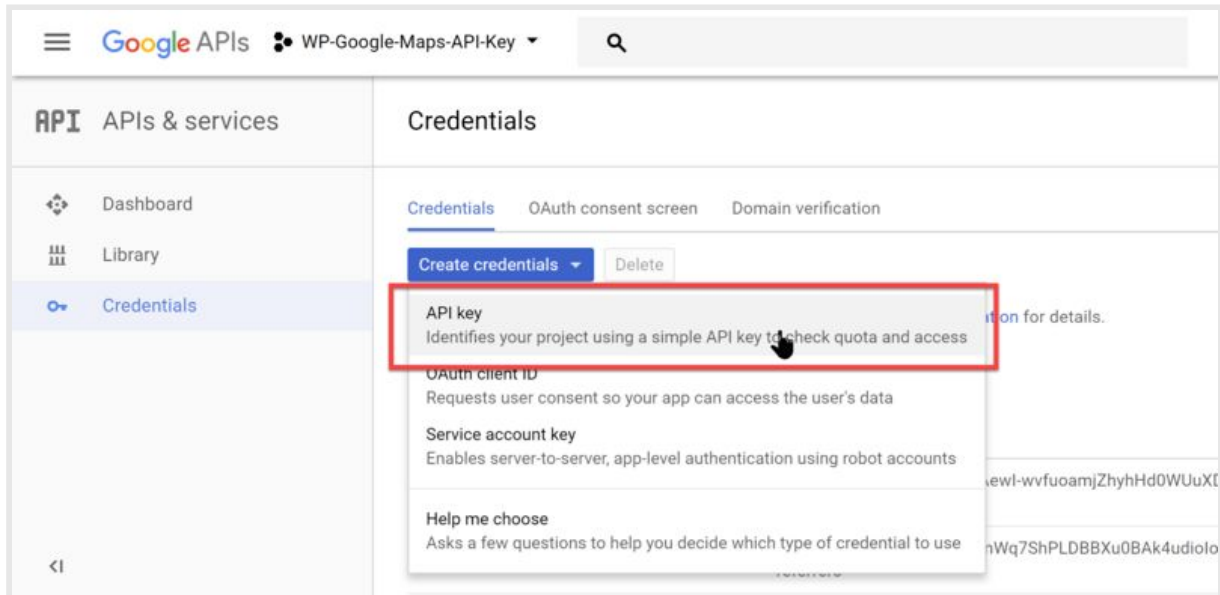 Google APIs WP-Google-Maps-API-Key
API APIs & services
Credentials
Dashboard
Library
Credentials
Credentials OAuth consent screen Domain verification
Create credentials Delete
API key
Identifies your project using a simple API key to check quota and access
for details.
OAuth client ID
Requests user consent so your app can access the user's data
Service account key
Enables server-to-server, app-level authentication using robot accounts
Help me choose
Asks a few questions to help you decide which type of credential to use